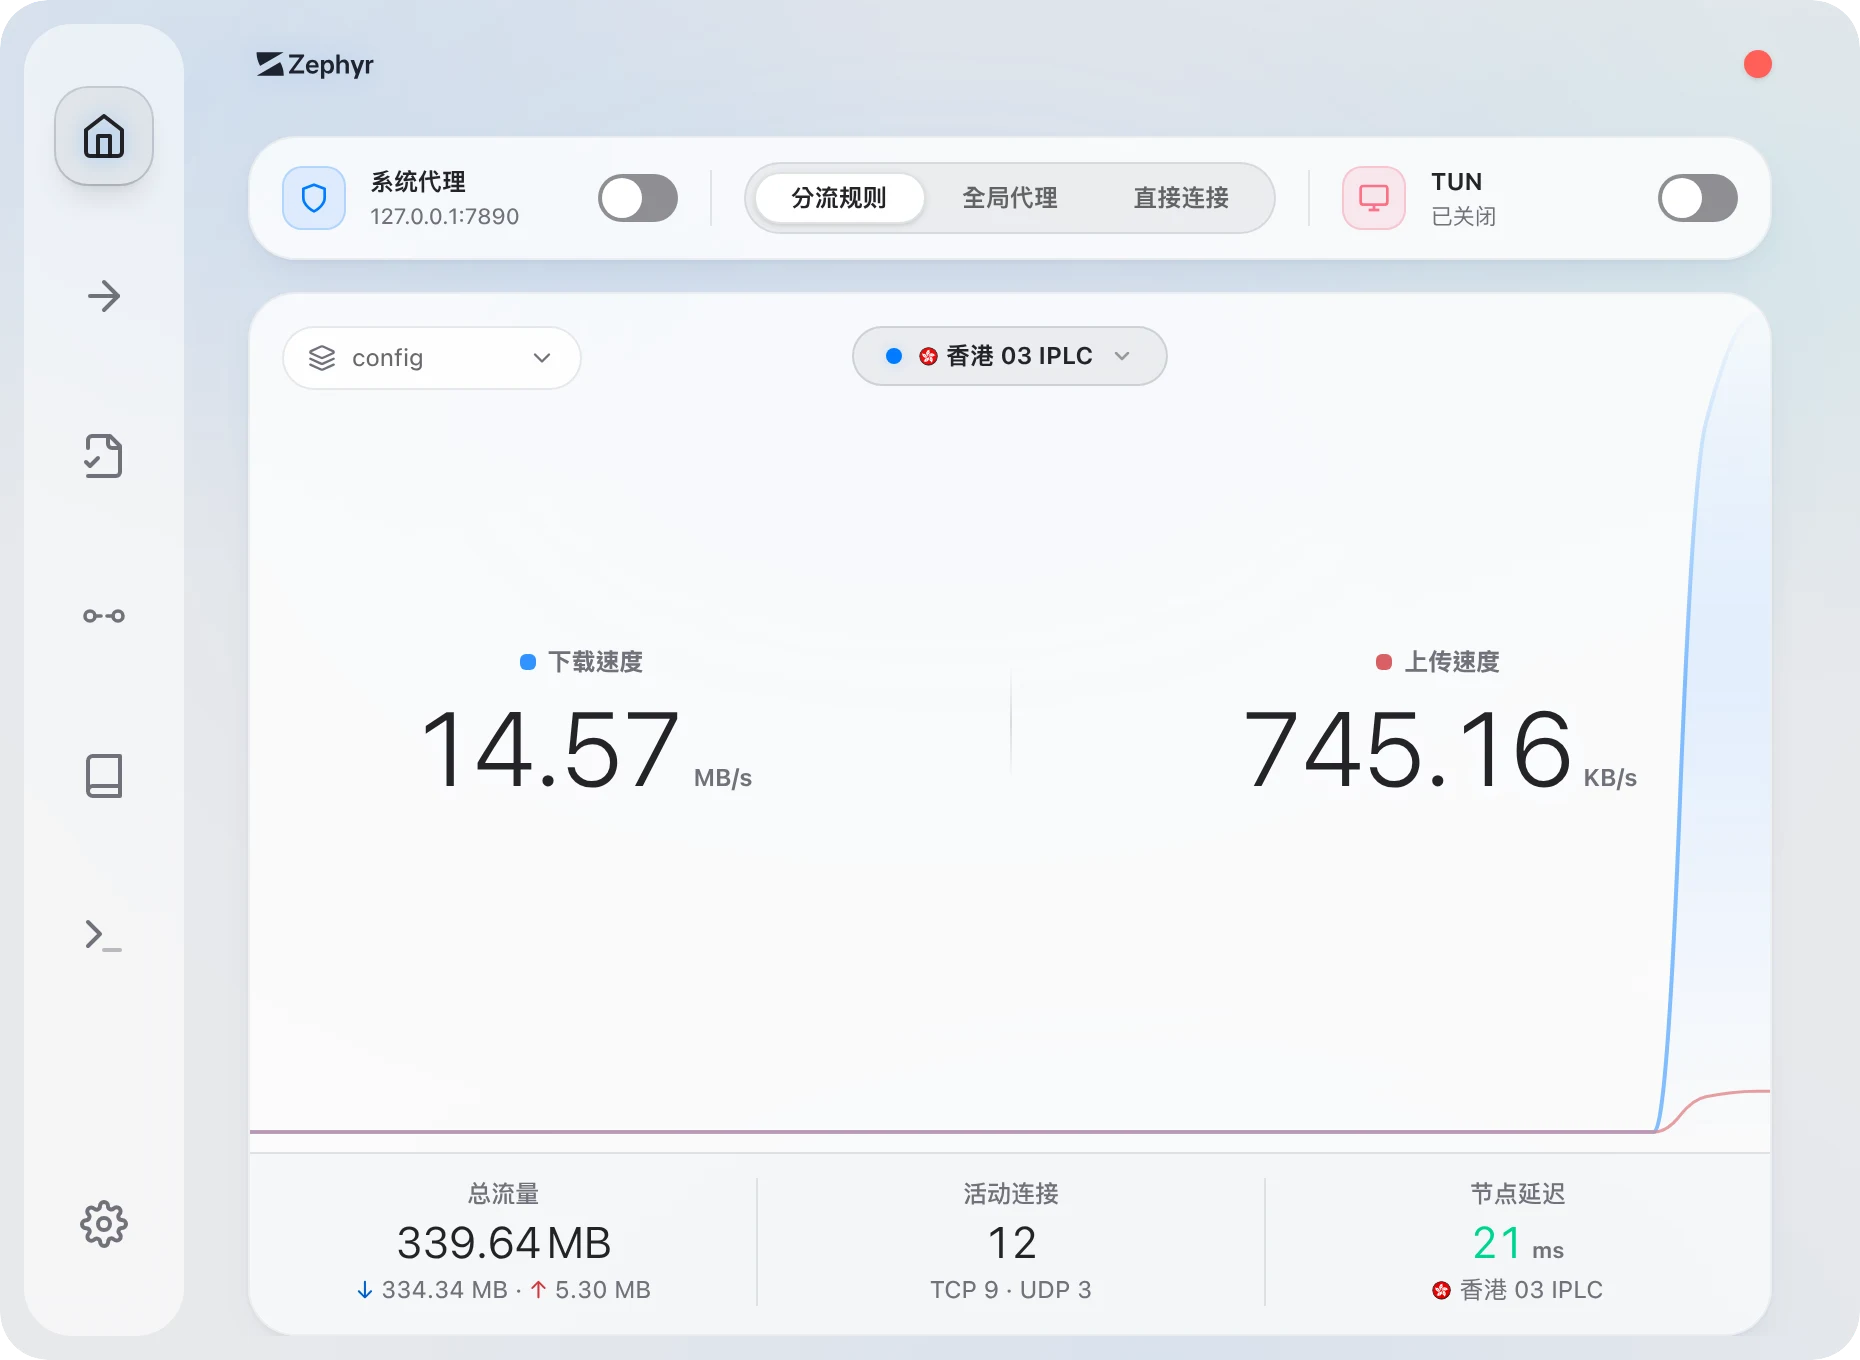 Zephyr
系统代理
127.0.0.1:7890
分流规则
全局代理
直接连接
TUN
已关闭
config
香港 03 IPLC
下载速度
14.57 MB/s
上传速度
745.16 KB/s
总流量
339.64 MB
↓ 334.34 MB · ↑ 5.30 MB
活动连接
12
TCP 9 · UDP 3
节点延迟
21 ms
香港 03 IPLC